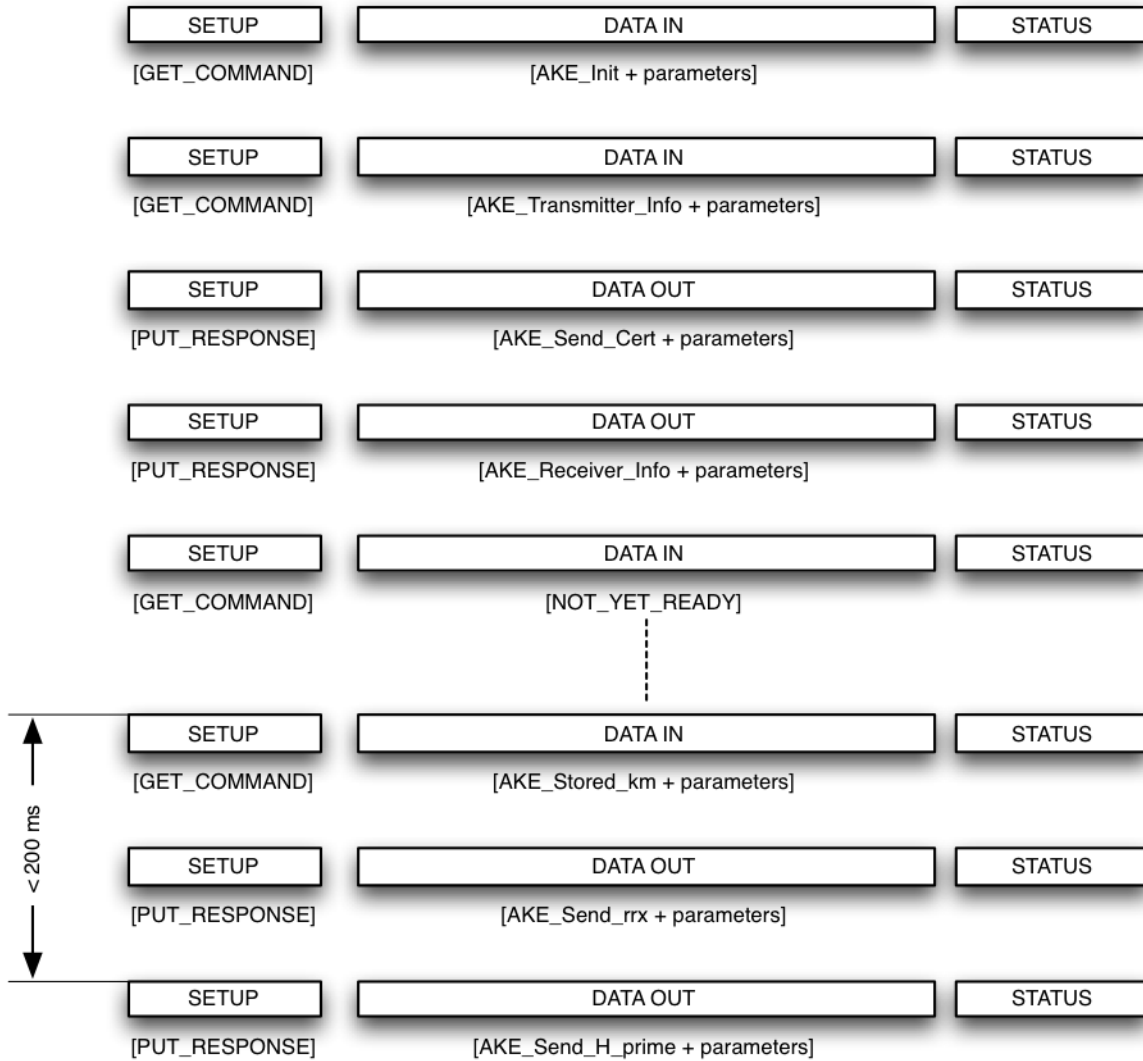 SETUP DATA IN STATUS
[GET_COMMAND] [AKE_Init + parameters]
SETUP DATA IN STATUS
[GET_COMMAND] [AKE_Transmitter_Info + parameters]
SETUP DATA OUT STATUS
[PUT_RESPONSE] [AKE_Send_Cert + parameters]
SETUP DATA OUT STATUS
[PUT_RESPONSE] [AKE_Receiver_Info + parameters]
SETUP DATA IN STATUS
[GET_COMMAND] [NOT_YET_READY]
SETUP DATA IN STATUS
[GET_COMMAND] [AKE_Stored_km + parameters]
< 200 ms
SETUP DATA OUT STATUS
[PUT_RESPONSE] [AKE_Send_rrx + parameters]
SETUP DATA OUT STATUS
[PUT_RESPONSE] [AKE_Send_H_prime + parameters]